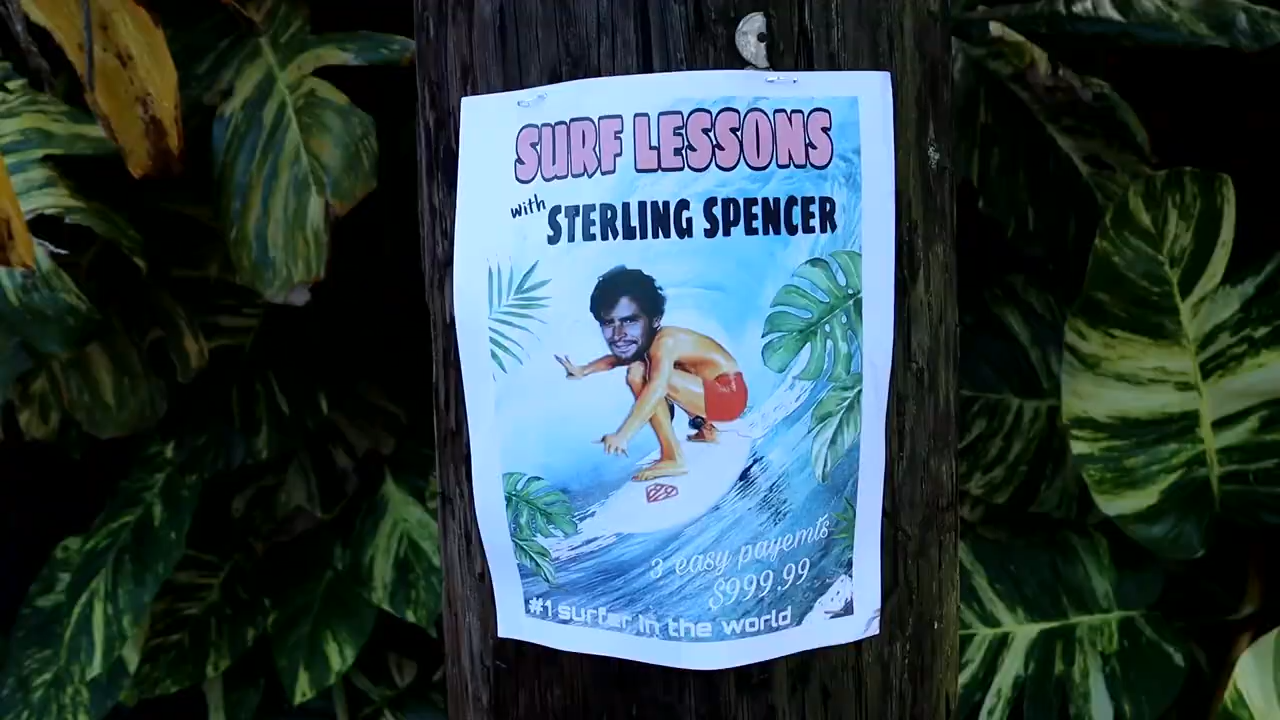 SURF LESSONS
with STERLING SPENCER
3 easy payemts
$999.99
#1 surfer in the world